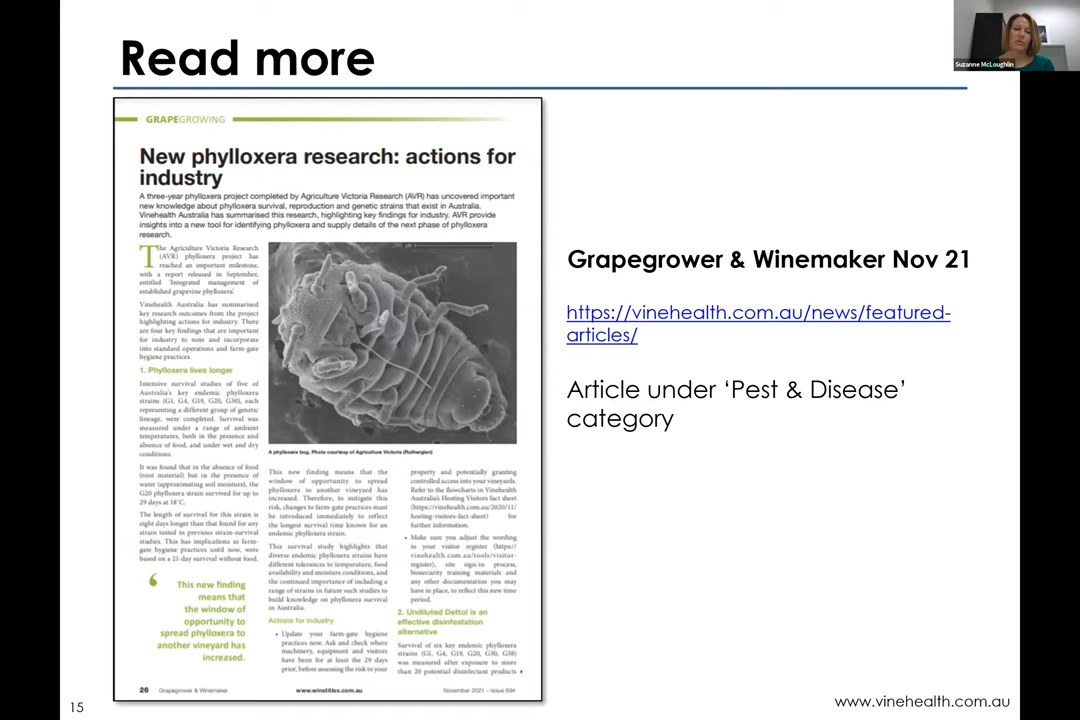 Read more
Suzanne McLoughlin
GRAPEGROWING
New phylloxera research: actions for
industry
A three-year phylloxera project completed by Agriculture Victoria Research (AVR) has uncovered important
new knowledge about phylloxera survival, reproduction and genetic strains that exist in Australia.
Vinehealth Australia has summarised this research, highlighting key findings for industry. AVR provide
insights into a new tool for identifying phylloxera and supply details of the next phase of phylloxera
research.
The Agriculture Victoria Research
(AVR) phylloxera project has
reached an important milestone,
with a report released in September,
entitled 'Integrated management of
established grapevine phylloxera'.
Vinehealth Australia has summarised
key research outcomes from the project
highlighting actions for industry. There
are four key findings that are important
for industry to note and incorporate
into standard operations and farm-gate
hygiene practices.
1. Phylloxera lives longer
Intensive survival studies of five of
Australia's key endemic phylloxera
strains (G1, G4, G19, G20, G30), each
representing a different group of genetic
lineage, were completed. Survival was
measured under a range of ambient
temperatures, both in the presence and
absence of food, and under wet and dry
conditions.
It was found that in the absence of food
(root material) but in the presence of
water (approximating soil moisture), the
G20 phylloxera strain survived for up to
29 days at 18°C.
The length of survival for this strain is
eight days longer than that found for any
strain tested in previous strain-survival
studies. This has implications as farm-
gate hygiene practices until now, were
based on a 21-day survival without food.
‘ This new finding
means that
the window of
opportunity to
spread phylloxera to
another vineyard has
increased.
A phylloxera bug. Photo courtesy of Agriculture Victoria (Rutherglen)
This new finding means that the
window of opportunity to spread
phylloxera to another vineyard has
increased. Therefore, to mitigate this
risk, changes to farm-gate practices must
be introduced immediately to reflect
the longest survival time known for an
endemic phylloxera strain.
This survival study highlights that
diverse endemic phylloxera strains have
different tolerances to temperature, food
availability and moisture conditions, and
the continued importance of including a
range of strains in future such studies to
build knowledge on phylloxera survival
in Australia.
Actions for industry
• Update your farm-gate hygiene
practices now. Ask and check where
machinery, equipment and visitors
have been for at least the 29 days
prior, before assessing the risk to your
property and potentially granting
controlled access into your vineyards.
Refer to the flowcharts in Vinehealth
Australia's Hosting Visitors fact sheet
(https://vinehealth.com.au/2020/11/
hosting-visitors-fact-sheet) for
further information.
• Make sure you adjust the wording
in your visitor register (https://
vinehealth.com.au/tools/visitor-
register), site sign-in process,
biosecurity training materials and
any other documentation you may
have in place, to reflect this new time
period.
2. Undiluted Dettol is an
effective disinfestation
alternative
Survival of six key endemic phylloxera
strains (G1, G4, G19, G20, G30, G38)
was measured after exposure to more
than 20 potential disinfectant products
26 Grapegrower & Winemaker
www.winetitles.com.au
November 2021 – Issue 694
Grapegrower & Winemaker Nov 21
https://vinehealth.com.au/news/featured-
articles/
Article under ‘Pest & Disease’
category
15
www.vinehealth.com.au